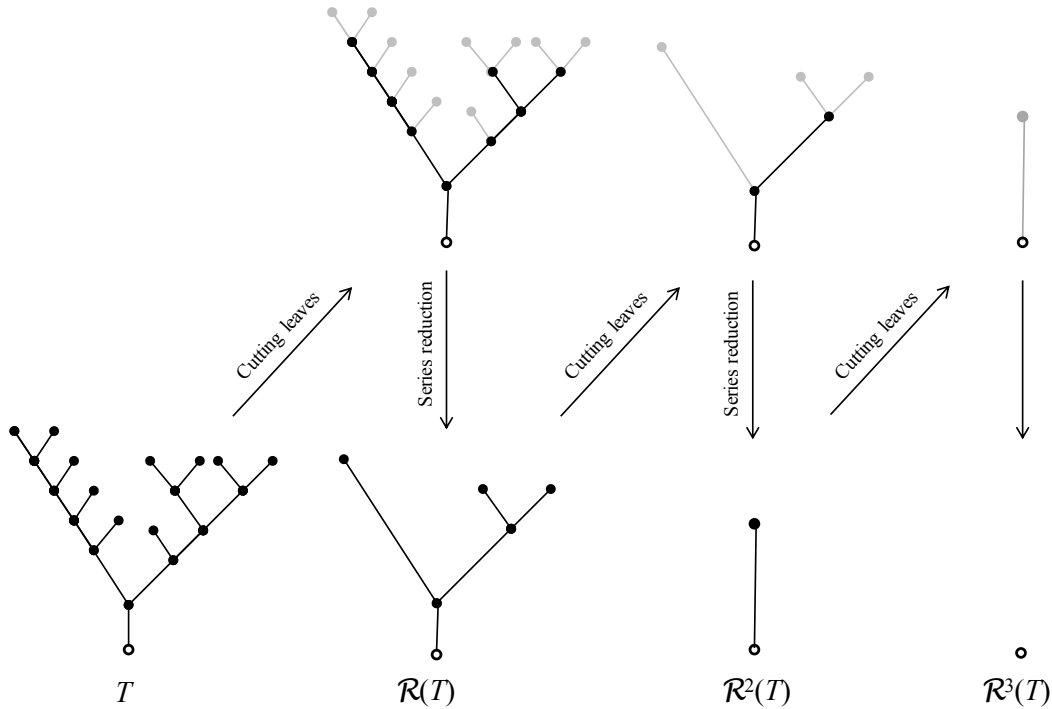 Cutting leaves
Series reduction
Cutting leaves
Series reduction
Cutting leaves
T
ℛ(T)
ℛ²(T)
ℛ³(T)